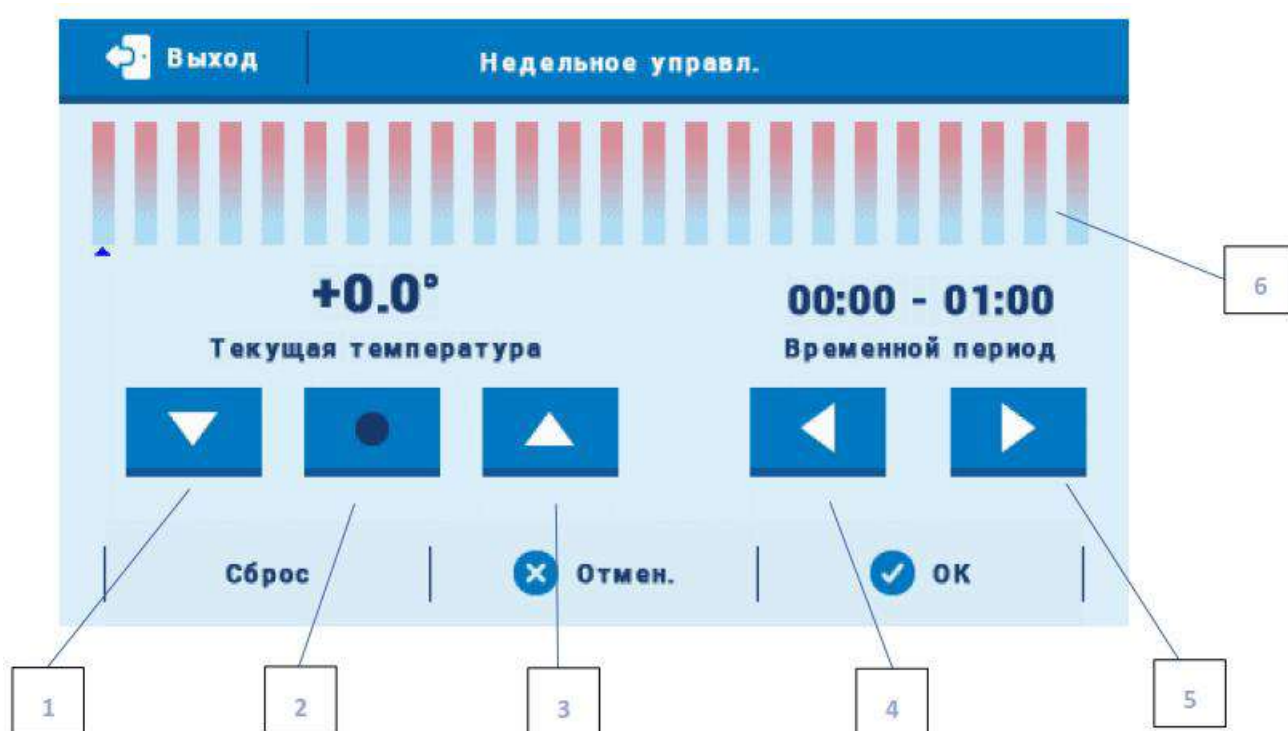 Выход
Недельное управл.
+0.0°
00:00 - 01:00
Текущая температура
Временной период
6
Сброс
Отмен.
ОК
1
2
3
4
5